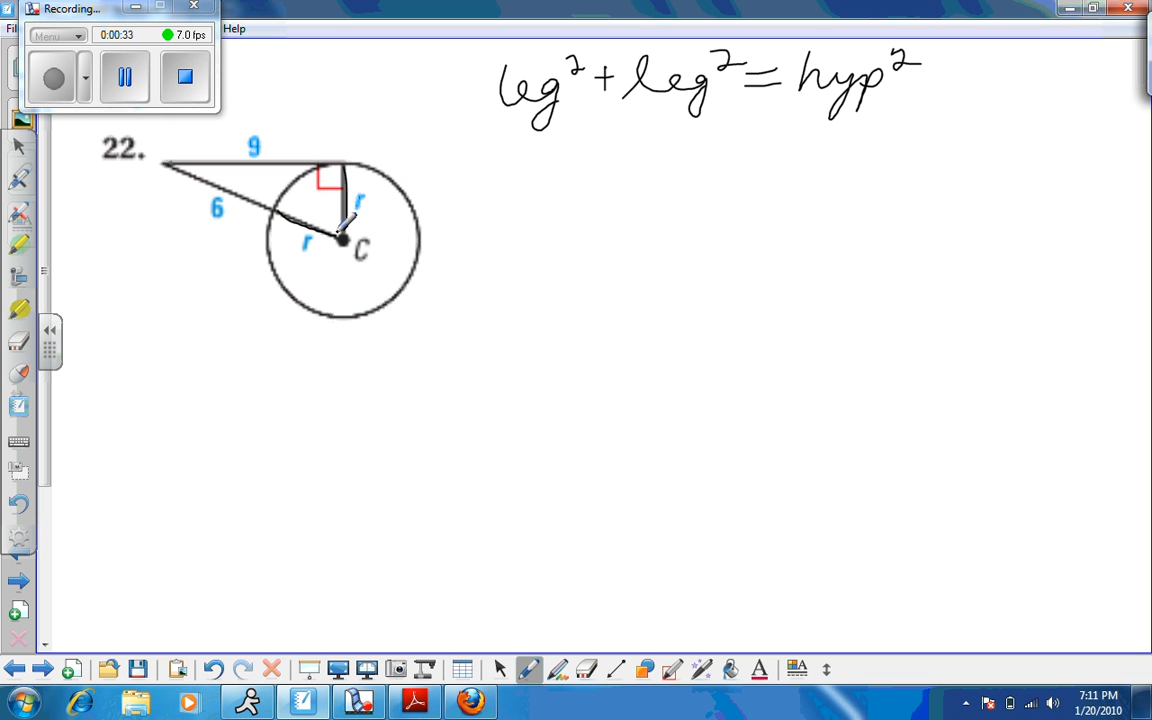 Recording...
Menu
0:00:33
7.0 fps
Help
leg² + leg² = hyp²
22.
9
6
r
r
C
A
7:11 PM
1/20/2010